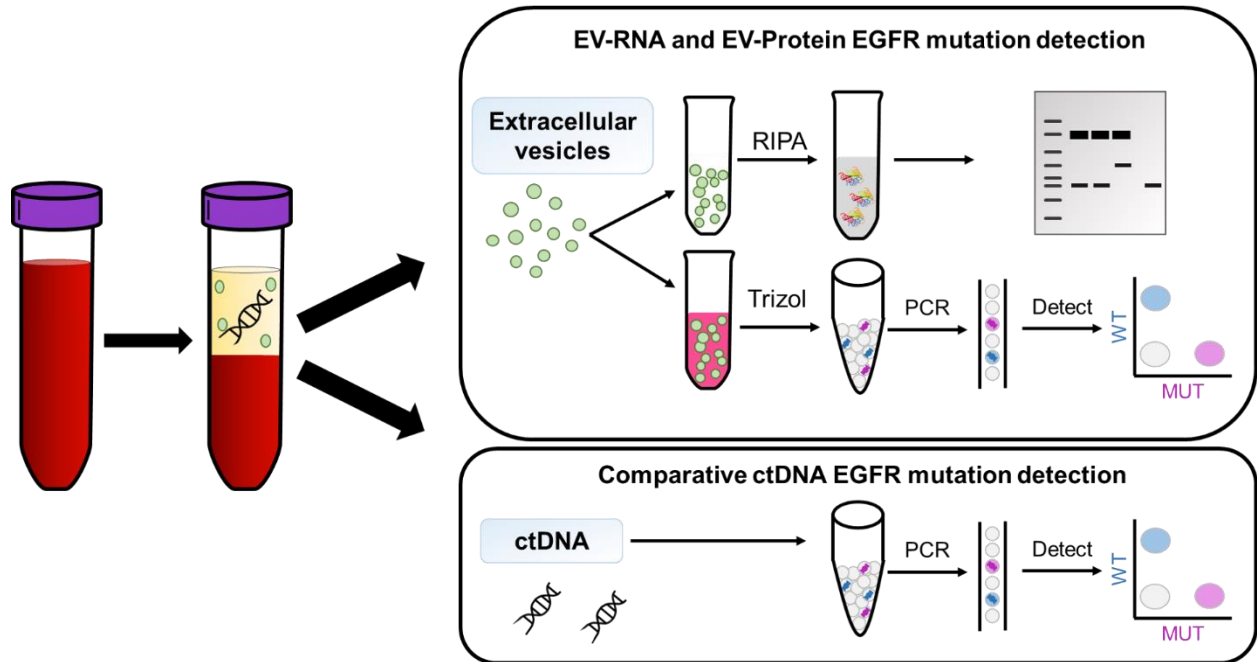 EV-RNA and EV-Protein EGFR mutation detection
Extracellular
vesicles
RIPA
Trizol
PCR
Detect
WT
MUT
Comparative ctDNA EGFR mutation detection
ctDNA
PCR
Detect
WT
MUT